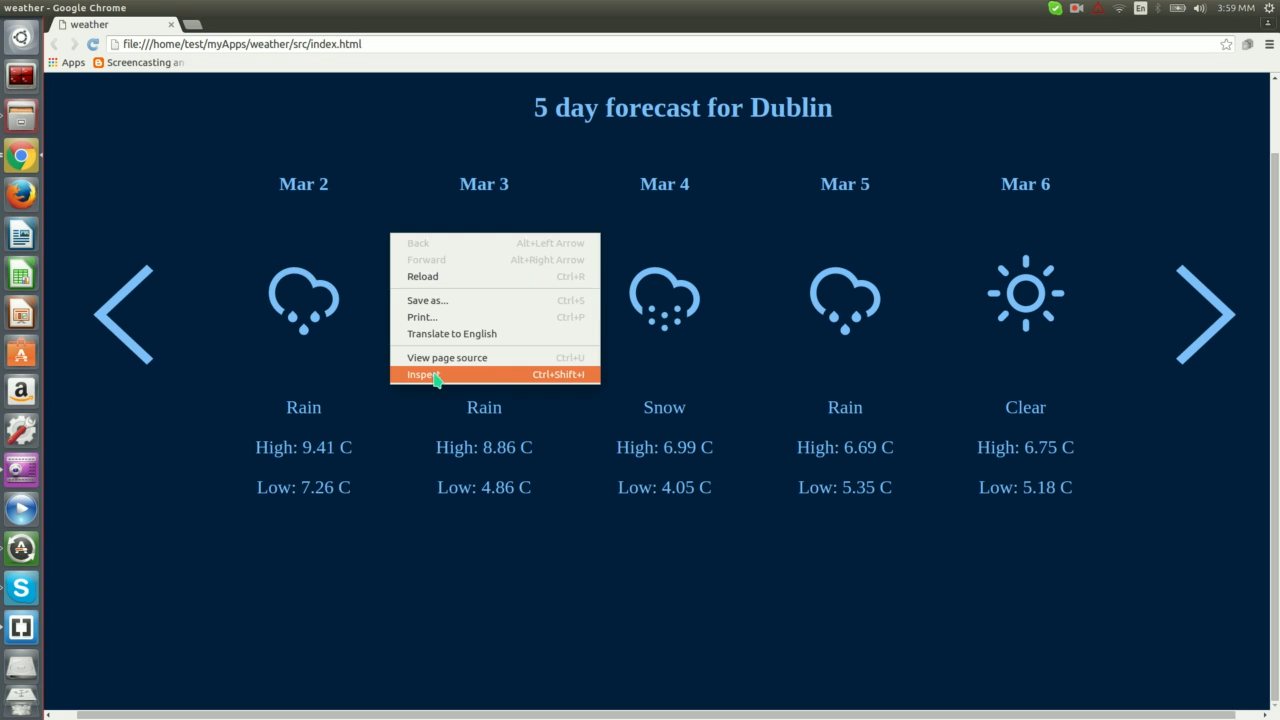 weather - Google Chrome
En
3:59 MM
weather
file:///home/test/myApps/weather/src/index.html
Apps
Screencasting an
5 day forecast for Dublin
Mar 2 Mar 3 Mar 4 Mar 5 Mar 6
Back Alt+Left Arrow
Forward Alt+Right Arrow
Reload Ctrl+R
Save as... Ctrl+S
Print... Ctrl+P
Translate to English
View page source Ctrl+U
Inspect Ctrl+Shift+I
Rain Rain Snow Rain Clear
High: 9.41 C High: 8.86 C High: 6.99 C High: 6.69 C High: 6.75 C
Low: 7.26 C Low: 4.86 C Low: 4.05 C Low: 5.35 C Low: 5.18 C